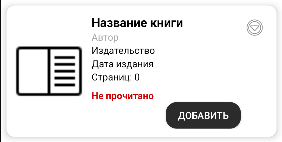 Название книги
Автор
Издательство
Дата издания
Страниц: 0
Не прочитано
ДОБАВИТЬ